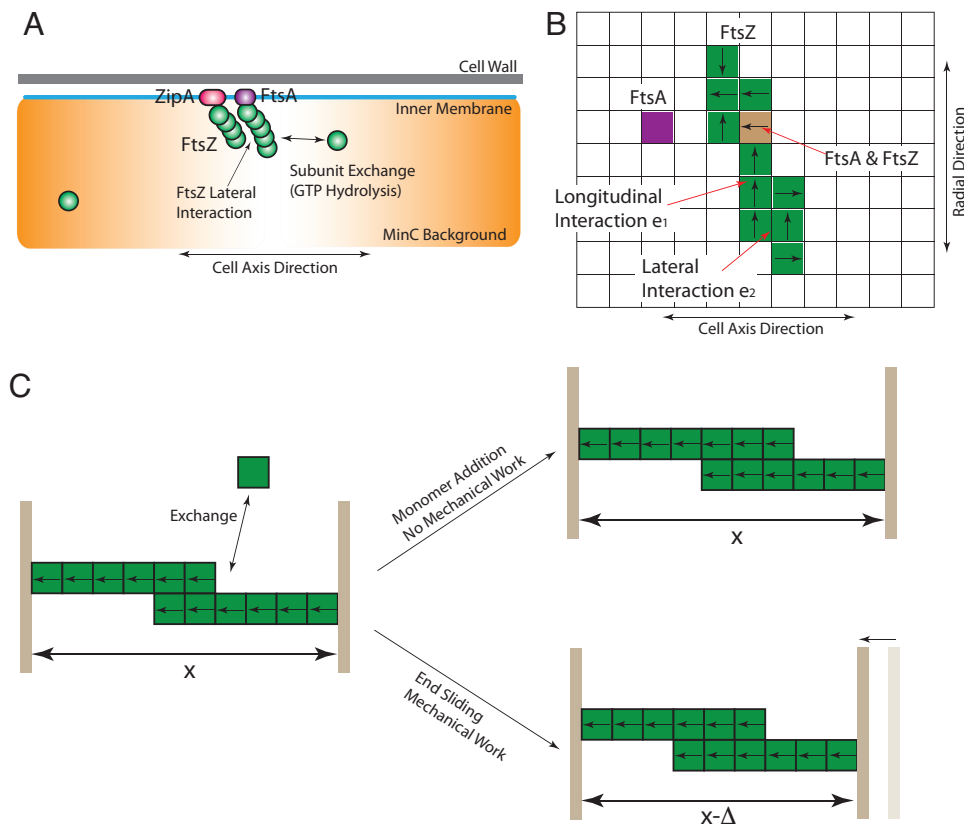 A
Cell Wall
ZipA
FtsA
Inner Membrane
FtsZ
Subunit Exchange
(GTP Hydrolysis)
FtsZ Lateral
Interaction
MinC Background
Cell Axis Direction
B
FtsZ
FtsA
FtsA & FtsZ
Longitudinal
Interaction e₁
Lateral
Interaction e₂
Radial Direction
Cell Axis Direction
C
Exchange
x
Monomer Addition
No Mechanical Work
x
End Sliding
Mechanical Work
x-Δ